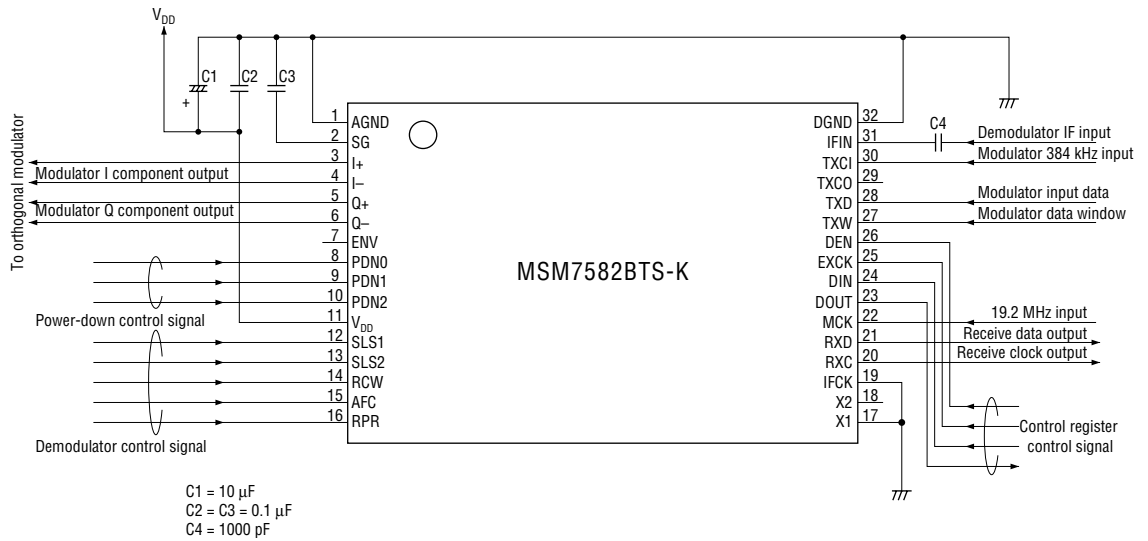 V_DD
C1
C2
C3
+
To orthogonal modulator
Modulator I component output
Modulator Q component output
Power-down control signal
Demodulator control signal
1 AGND
2 SG
3 I+
4 I–
5 Q+
6 Q–
7 ENV
8 PDN0
9 PDN1
10 PDN2
11 V_DD
12 SLS1
13 SLS2
14 RCW
15 AFC
16 RPR
MSM7582BTS-K
DGND 32
IFIN 31
TXCI 30
TXCO 29
TXD 28
TXW 27
DEN 26
EXCK 25
DIN 24
DOUT 23
MCK 22
RXD 21
RXC 20
IFCK 19
X2 18
X1 17
C4
Demodulator IF input
Modulator 384 kHz input
Modulator input data
Modulator data window
19.2 MHz input
Receive data output
Receive clock output
Control register
control signal
C1 = 10 μF
C2 = C3 = 0.1 μF
C4 = 1000 pF